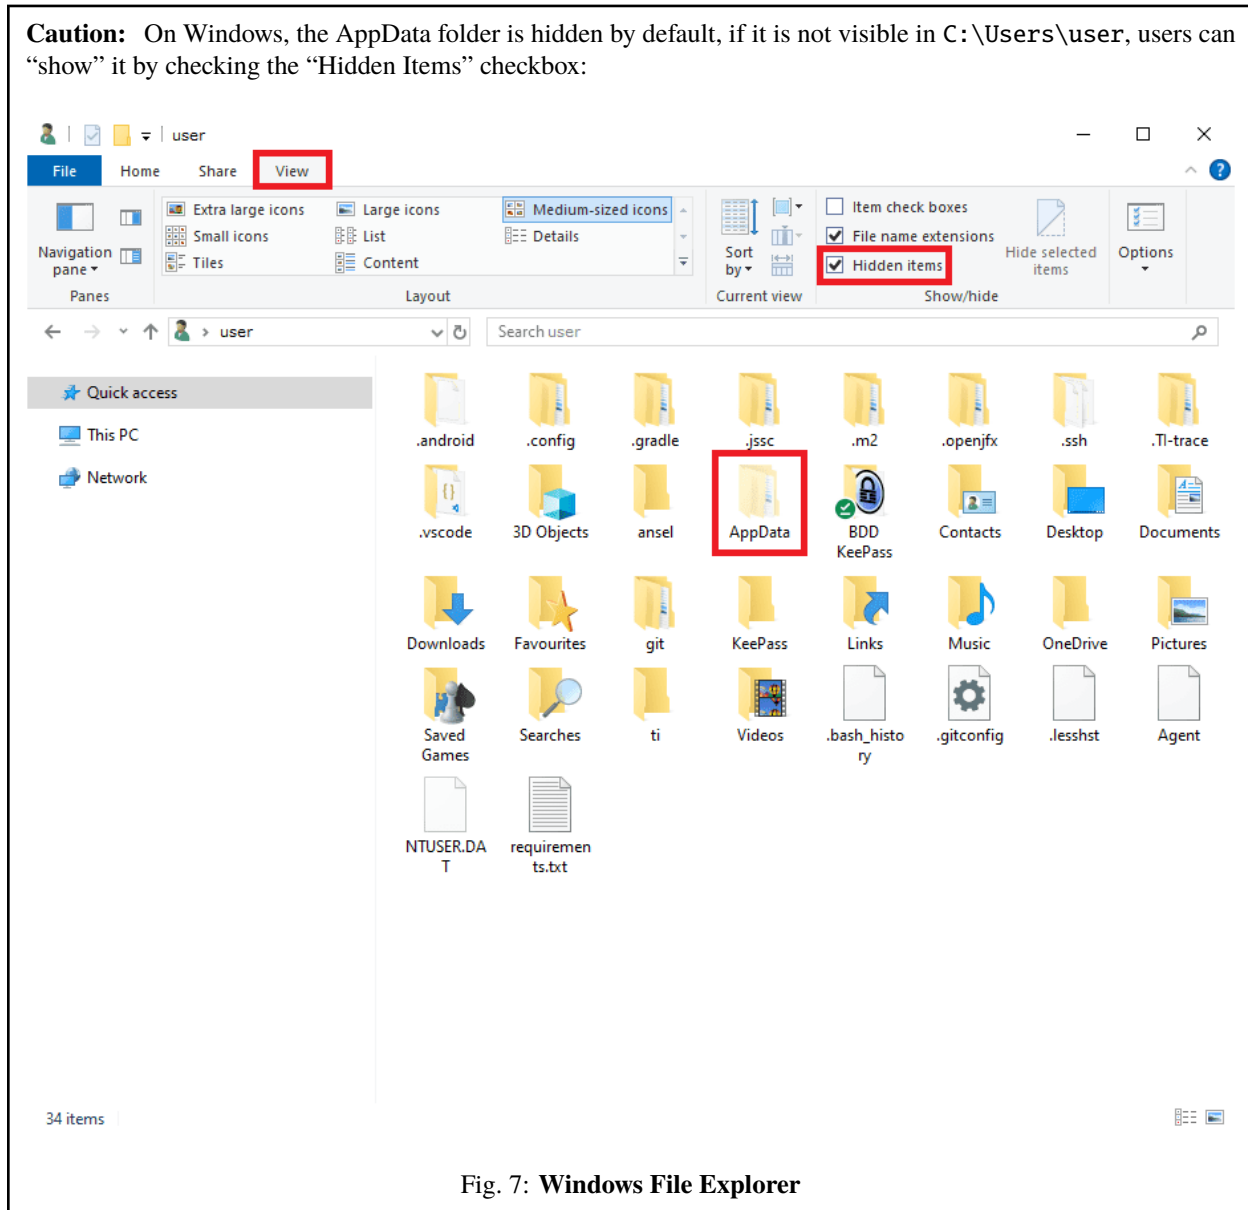 Caution: On Windows, the AppData folder is hidden by default, if it is not visible in C:\Users\user, users can
“show” it by checking the “Hidden Items” checkbox:
user
File Home Share View
Navigation pane
Extra large icons Large icons Medium-sized icons
Small icons List Details
Tiles Content
Sort by
Item check boxes
File name extensions
Hidden items
Hide selected items
Options
Panes Layout Current view Show/hide
user Search user
Quick access
This PC
Network
.android .config .gradle .jssc .m2 .openjfx .ssh .TI-trace
.vscode 3D Objects ansel AppData BDD KeePass Contacts Desktop Documents
Downloads Favourites git KeePass Links Music OneDrive Pictures
Saved Games Searches ti Videos .bash_history .gitconfig .lesshst Agent
NTUSER.DAT requirements.txt
34 items
Fig. 7: Windows File Explorer